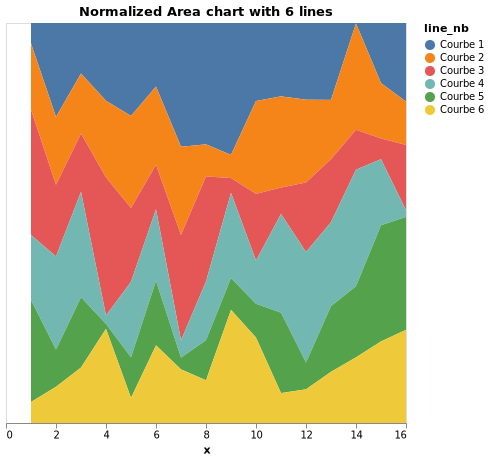 Normalized Area chart with 6 lines
line_nb
Courbe 1
Courbe 2
Courbe 3
Courbe 4
Courbe 5
Courbe 6
0 2 4 6 8 10 12 14 16
x